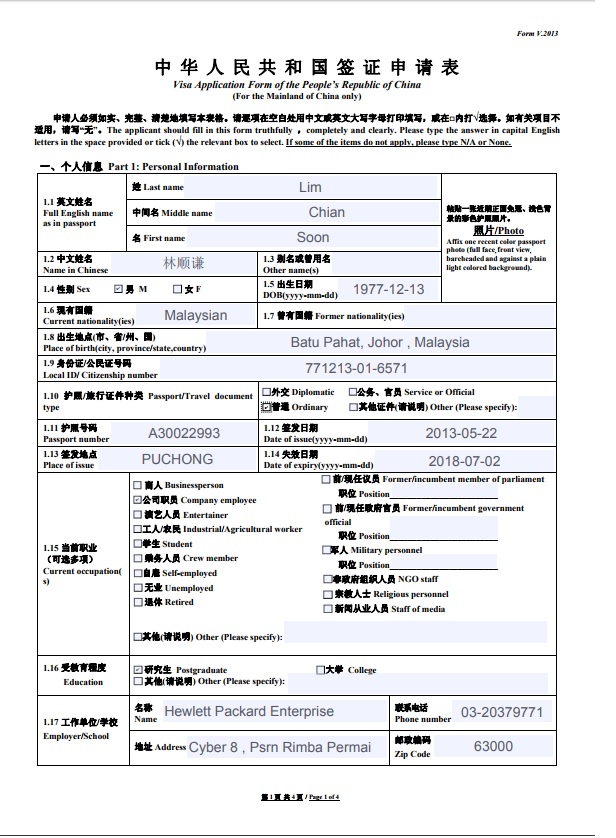 Form V.2013
中华人民共和国签证申请表
Visa Application Form of the People's Republic of China
(For the Mainland of China only)
申请人必须如实、完整、清楚地填写本表格。请逐项在空白处用中文或英文大写字母打印填写，或在□内打√选择。如有关项目不
适用，请写“无”。The applicant should fill in this form truthfully , completely and clearly. Please type the answer in capital English
letters in the space provided or tick (√) the relevant box to select. If some of the items do not apply, please type N/A or None.
一、个人信息 Part 1: Personal Information
1.1 英文姓名
Full English name
as in passport
姓 Last name Lim
中间名 Middle name Chian
名 First name Soon
粘贴一张近期正面免冠、浅色背
景的彩色护照照片。
照片/Photo
Affix one recent color passport
photo (full face, front view,
bareheaded and against a plain
light colored background).
1.2 中文姓名
Name in Chinese 林顺谦
1.3 别名或曾用名
Other name(s)
1.4 性别 Sex 男 M 女 F
1.5 出生日期
DOB(yyyy-mm-dd) 1977-12-13
1.6 现有国籍
Current nationality(ies) Malaysian
1.7 曾有国籍 Former nationality(ies)
1.8 出生地点(市、省/州、国)
Place of birth(city, province/state,country) Batu Pahat, Johor , Malaysia
1.9 身份证/公民证号码
Local ID/ Citizenship number 771213-01-6571
1.10 护照/旅行证件种类 Passport/Travel document
type
外交 Diplomatic 公务、官员 Service or Official
普通 Ordinary 其他证件(请说明) Other (Please specify):
1.11 护照号码
Passport number A30022993
1.12 签发日期
Date of issue(yyyy-mm-dd) 2013-05-22
1.13 签发地点
Place of issue PUCHONG
1.14 失效日期
Date of expiry(yyyy-mm-dd) 2018-07-02
1.15 当前职业
（可选多项）
Current occupation(
s)
商人 Businessperson
公司职员 Company employee
演艺人员 Entertainer
工人/农民 Industrial/Agricultural worker
学生 Student
乘务人员 Crew member
自雇 Self-employed
无业 Unemployed
退休 Retired
前/现任议员 Former/incumbent member of parliament
职位 Position
前/现任政府官员 Former/incumbent government
official
职位 Position
军人 Military personnel
职位 Position
非政府组织人员 NGO staff
宗教人士 Religious personnel
新闻从业人员 Staff of media
其他(请说明) Other (Please specify):
1.16 受教育程度
Education
研究生 Postgraduate 大学 College
其他(请说明) Other (Please specify):
1.17 工作单位/学校
Employer/School
名称
Name Hewlett Packard Enterprise
联系电话
Phone number 03-20379771
地址 Address Cyber 8 , Psrn Rimba Permai
邮政编码
Zip Code 63000
第 1 页 共 4 页 / Page 1 of 4